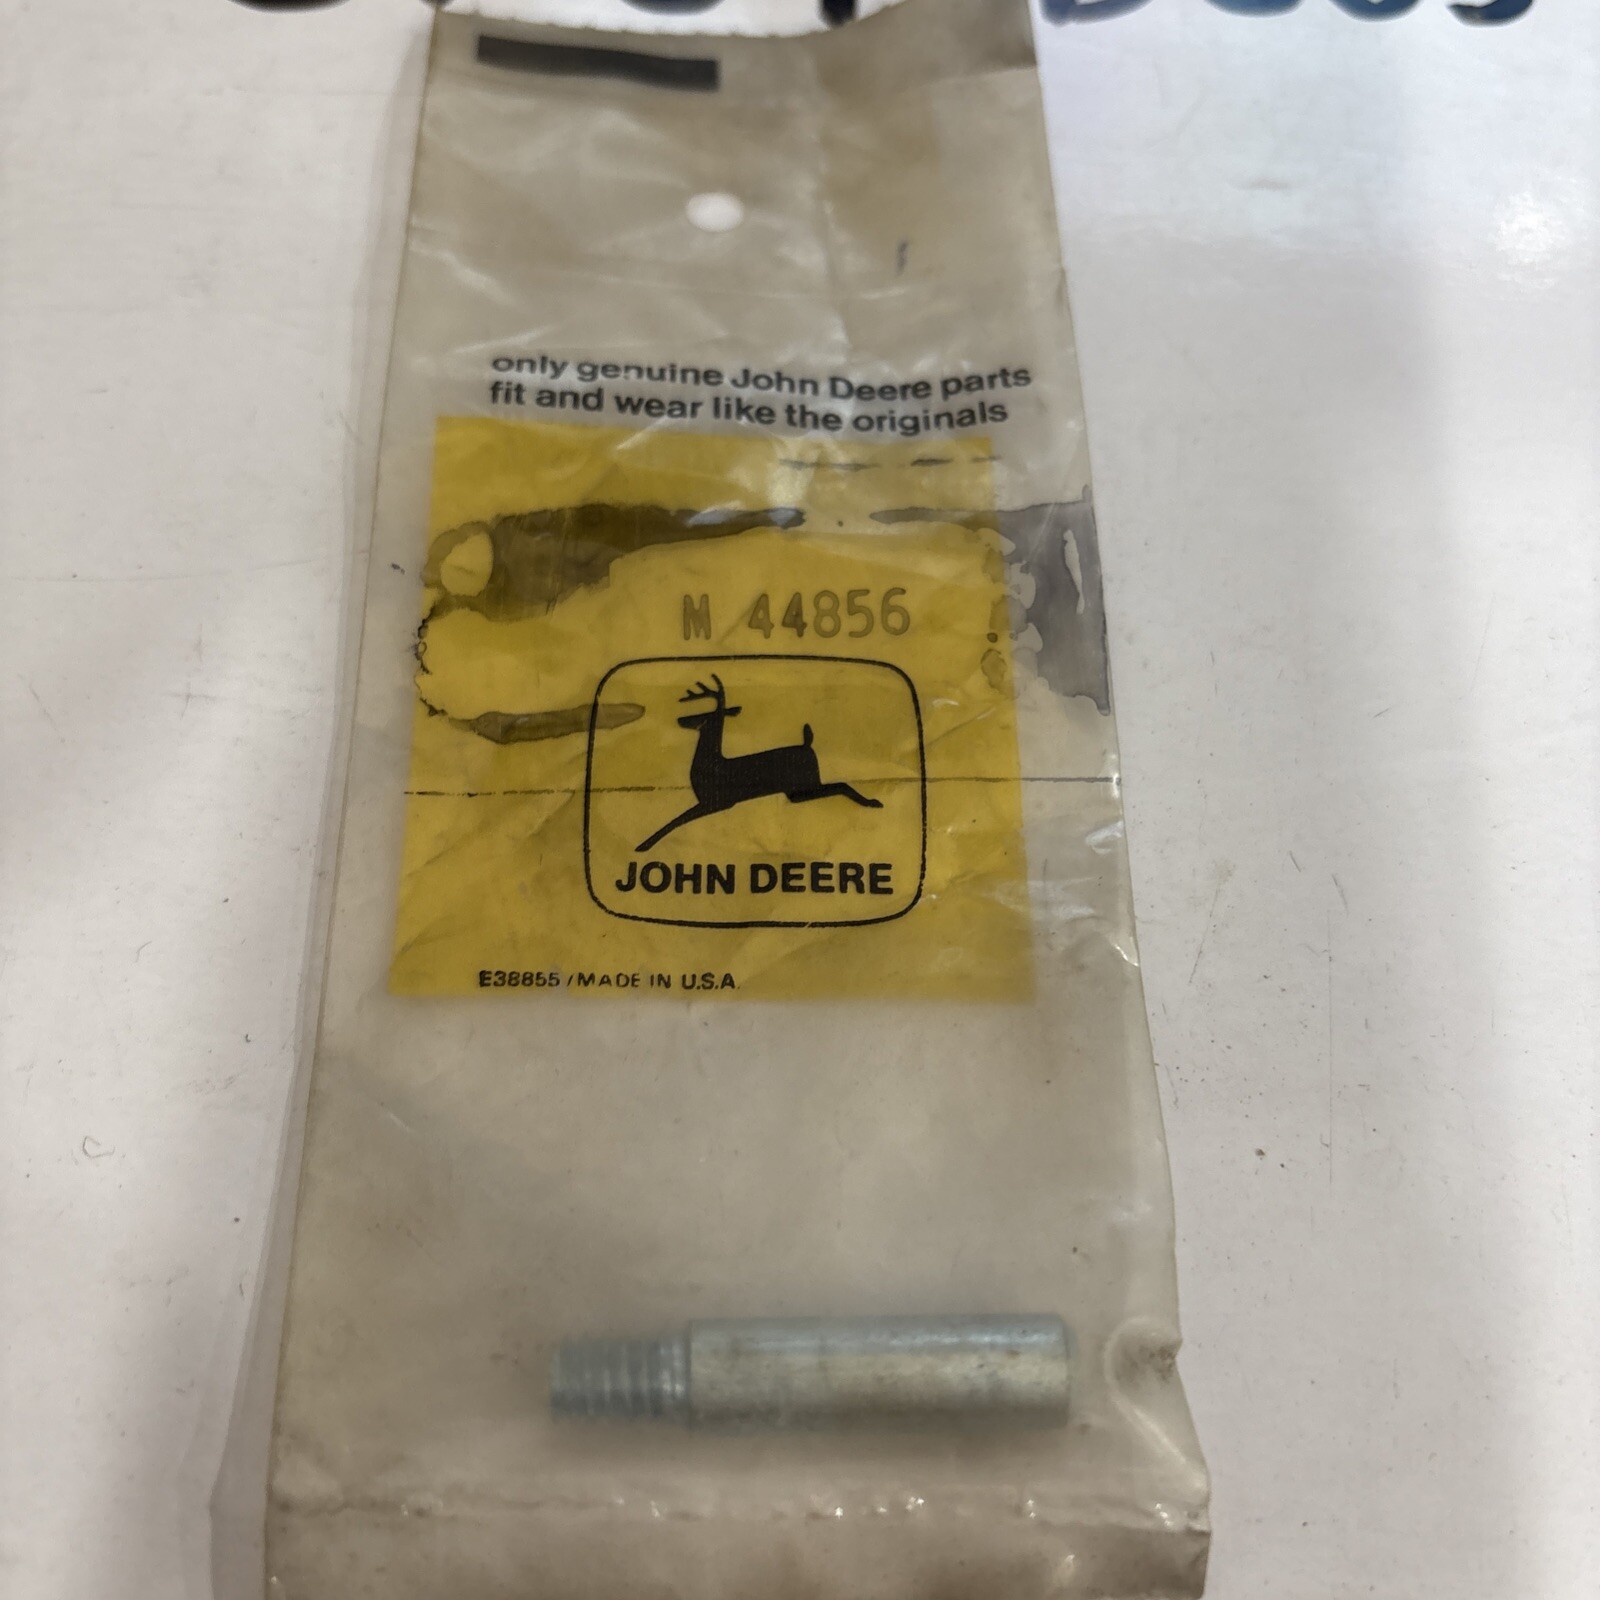 only genuine John Deere parts
fit and wear like the originals
M 44856
JOHN DEERE
E38855/MADE IN U.S.A.